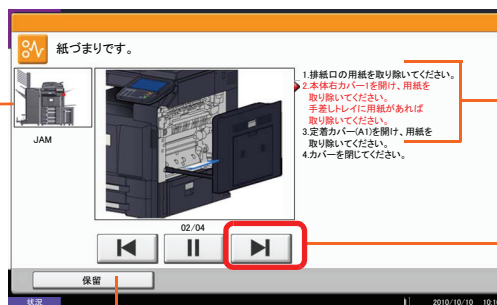 紙づまりです。
JAM
1.排紙口の用紙を取り除いてください。
2.本体右カバー1を開け、用紙を
取り除いてください。
手差しトレイに用紙があれば
取り除いてください。
3.定着カバー(A1)を開け、用紙を
取り除いてください。
4.カバーを閉じてください。
02/04
保留
状況
2010/10/10 10:10